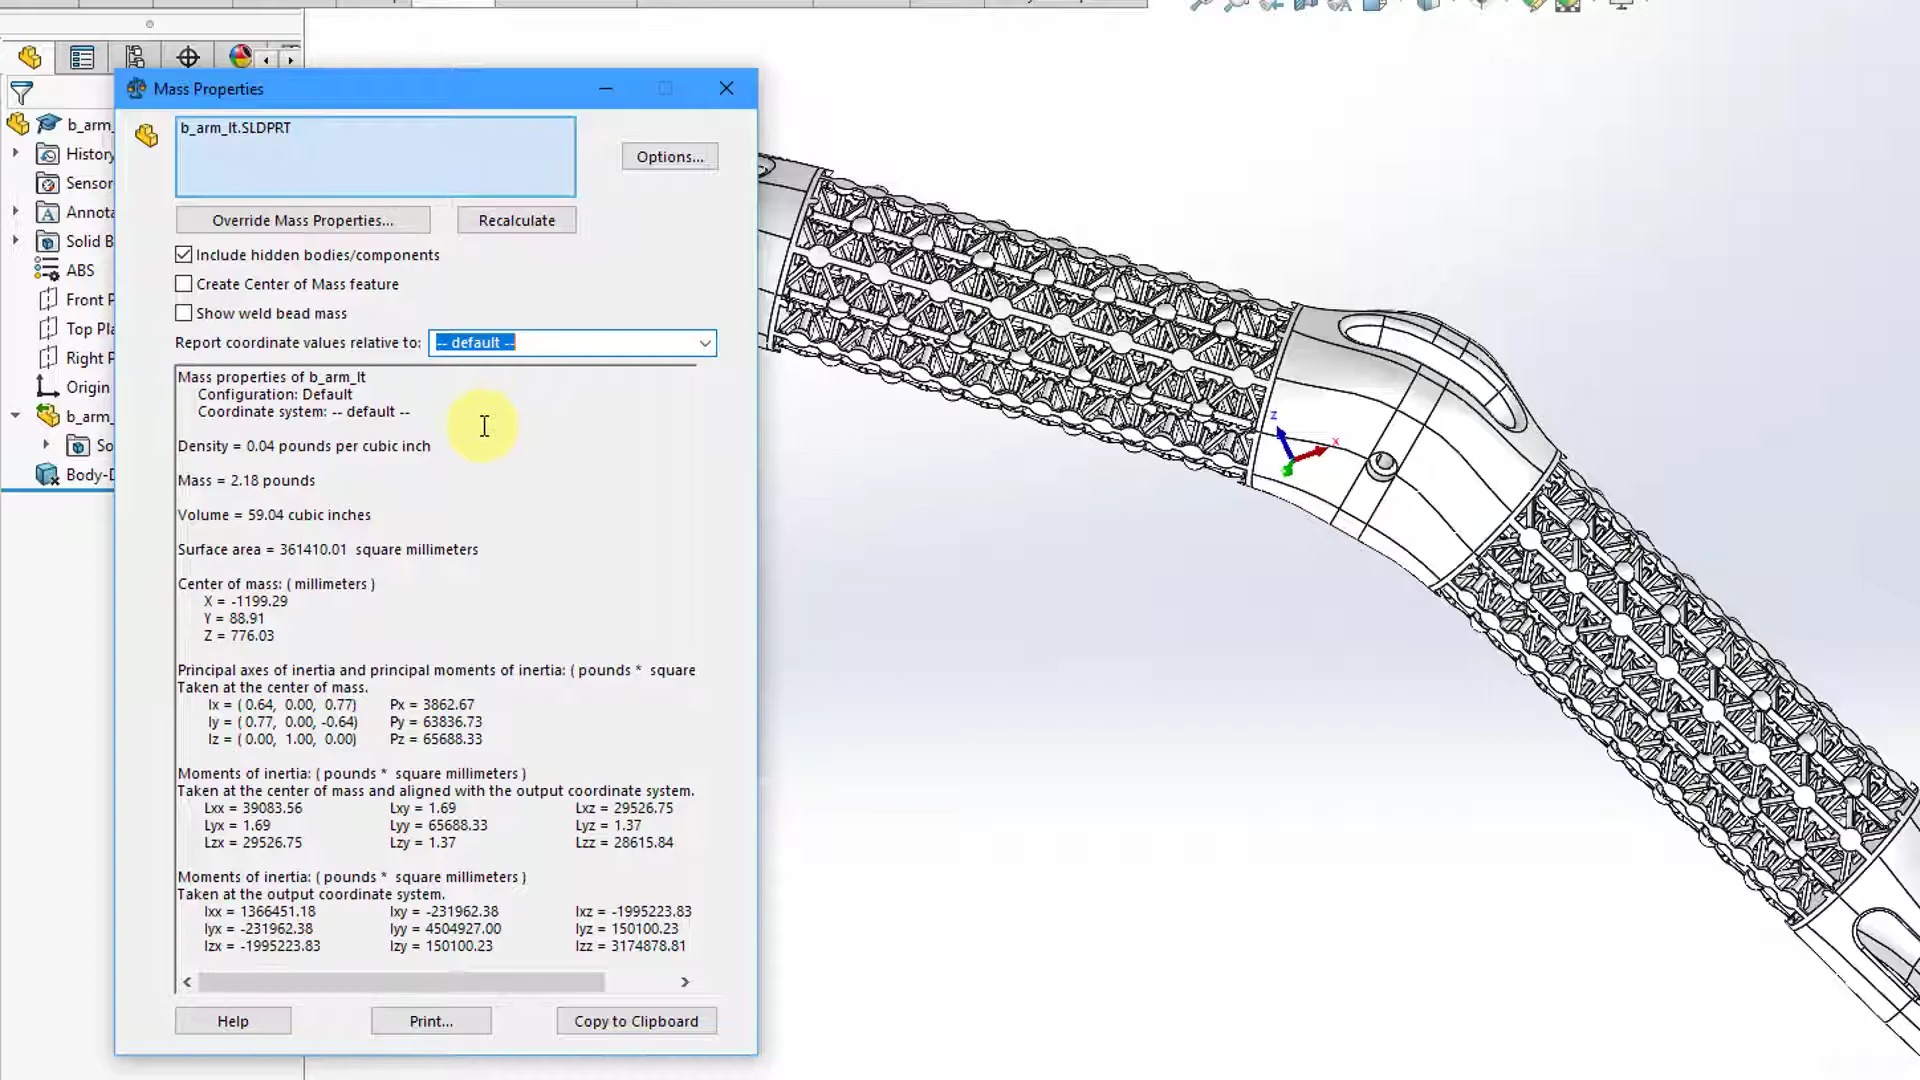 Mass Properties
b_arm_lt.SLDPRT
Options...
Override Mass Properties...
Recalculate
Include hidden bodies/components
Create Center of Mass feature
Show weld bead mass
Report coordinate values relative to:
-- default --
Mass properties of b_arm_lt
Configuration: Default
Coordinate system: -- default --
Density = 0.04 pounds per cubic inch
Mass = 2.18 pounds
Volume = 59.04 cubic inches
Surface area = 361410.01 square millimeters
Center of mass: ( millimeters )
X = -1199.29
Y = 88.91
Z = 776.03
Principal axes of inertia and principal moments of inertia: ( pounds * square
Taken at the center of mass.
Ix = ( 0.64, 0.00, 0.77) Px = 3862.67
Iy = ( 0.77, 0.00, -0.64) Py = 63836.73
Iz = ( 0.00, 1.00, 0.00) Pz = 65688.33
Moments of inertia: ( pounds * square millimeters )
Taken at the center of mass and aligned with the output coordinate system.
Lxx = 39083.56 Lxy = 1.69 Lxz = 29526.75
Lyx = 1.69 Lyy = 65688.33 Lyz = 1.37
Lzx = 29526.75 Lzy = 1.37 Lzz = 28615.84
Moments of inertia: ( pounds * square millimeters )
Taken at the output coordinate system.
Ixx = 1366451.18 Ixy = -231962.38 Ixz = -1995223.83
Iyx = -231962.38 Iyy = 4504927.00 Iyz = 150100.23
Izx = -1995223.83 Izy = 150100.23 Izz = 3174878.81
Help
Print...
Copy to Clipboard
b_arm_
History
Sensor
Annota
Solid B
ABS
Front P
Top Pla
Right P
Origin
b_arm_
So
Body-D
z
x